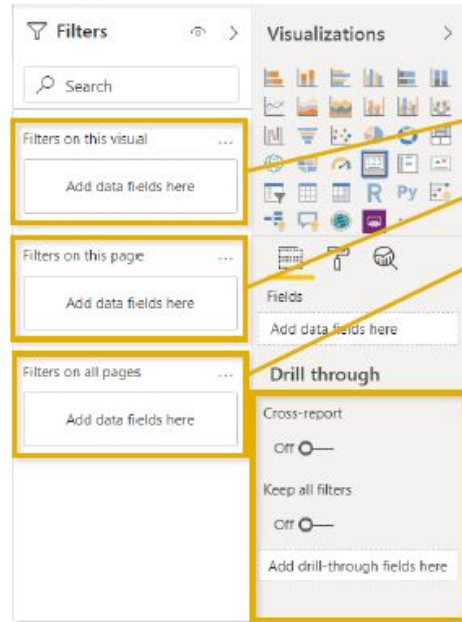 Filters
Search
Filters on this visual ...
Add data fields here
Filters on this page ...
Add data fields here
Filters on all pages ...
Add data fields here
Visualizations
R Py
Fields
Add data fields here
Drill through
Cross-report
Off
Keep all filters
Off
Add drill-through fields here